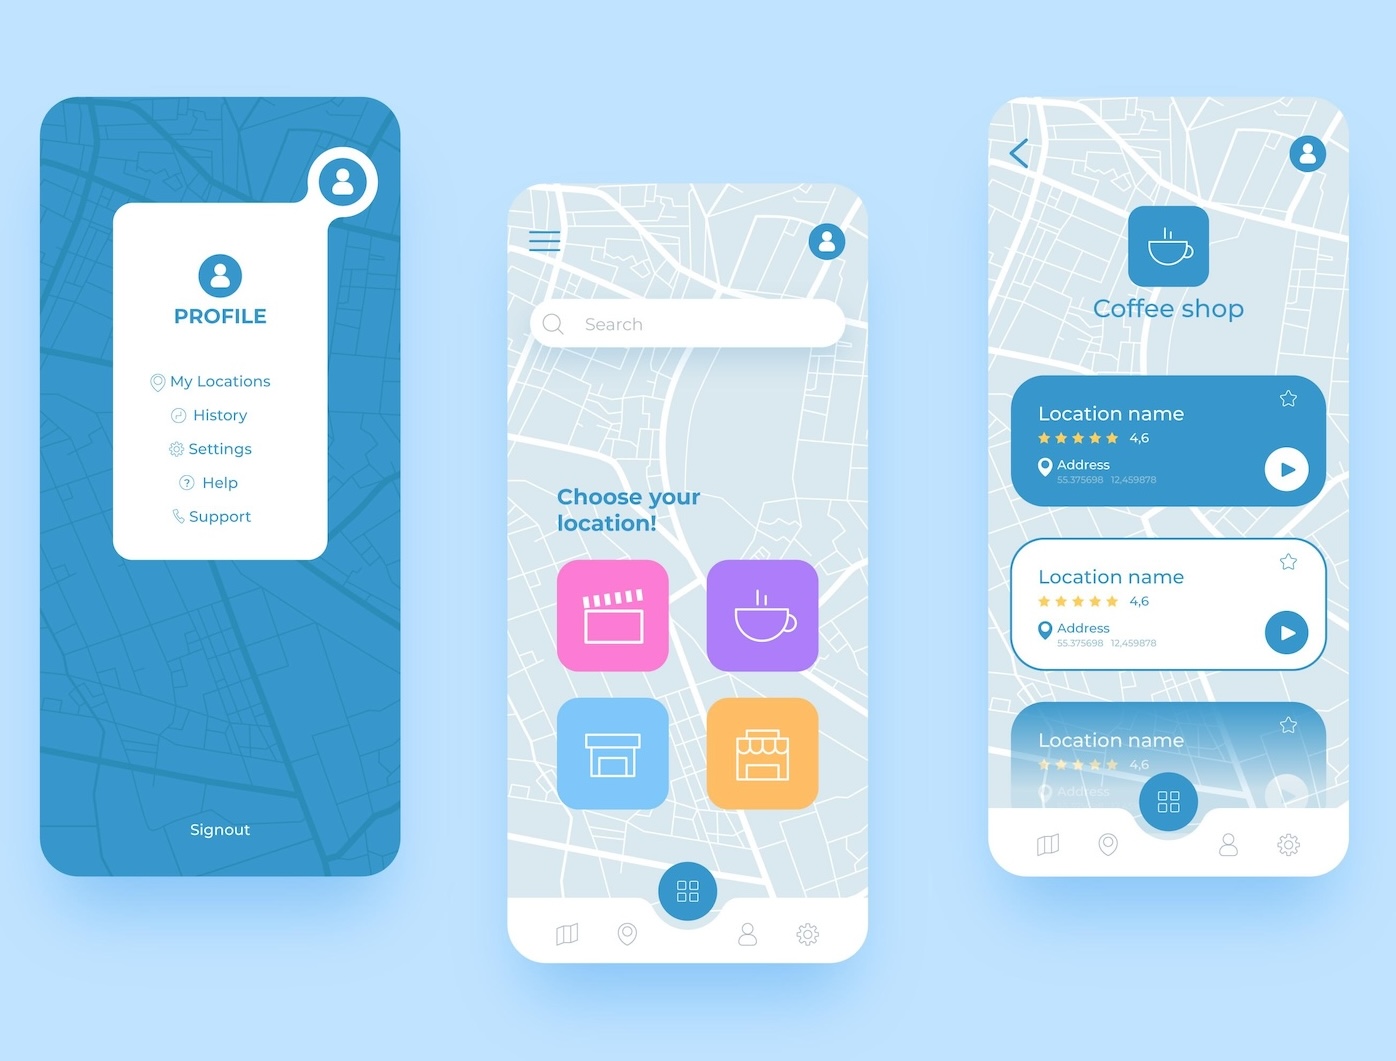 PROFILE
My Locations
History
Settings
? Help
Support
Signout
Search
Choose your
location!
Coffee shop
Location name
4,6
Address
55.375698 12,459878
Location name
4,6
Address
55.375698 12,459878
Location name
4,6
Address